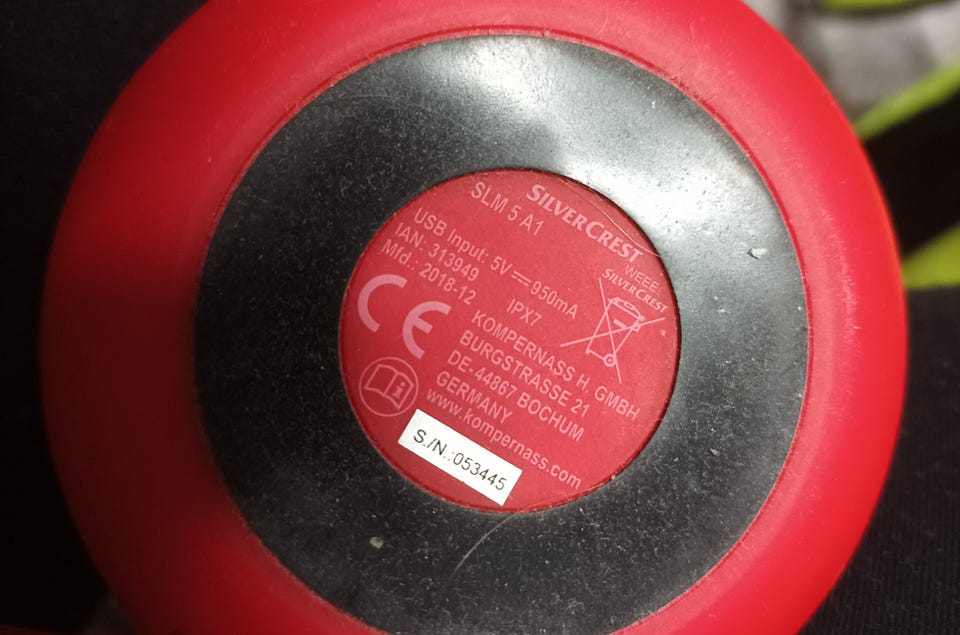 SILVERCREST
SLM 5 A1
WEEE:
SILVERCREST
USB Input: 5V ⎓ 950mA
IAN: 313949
Mfd.: 2018-12
IPX7
CE
KOMPERNASS H. GMBH
BURGSTRASSE 21
DE- 44867 BOCHUM
GERMANY
www.kompernass.com
S./N.:053445